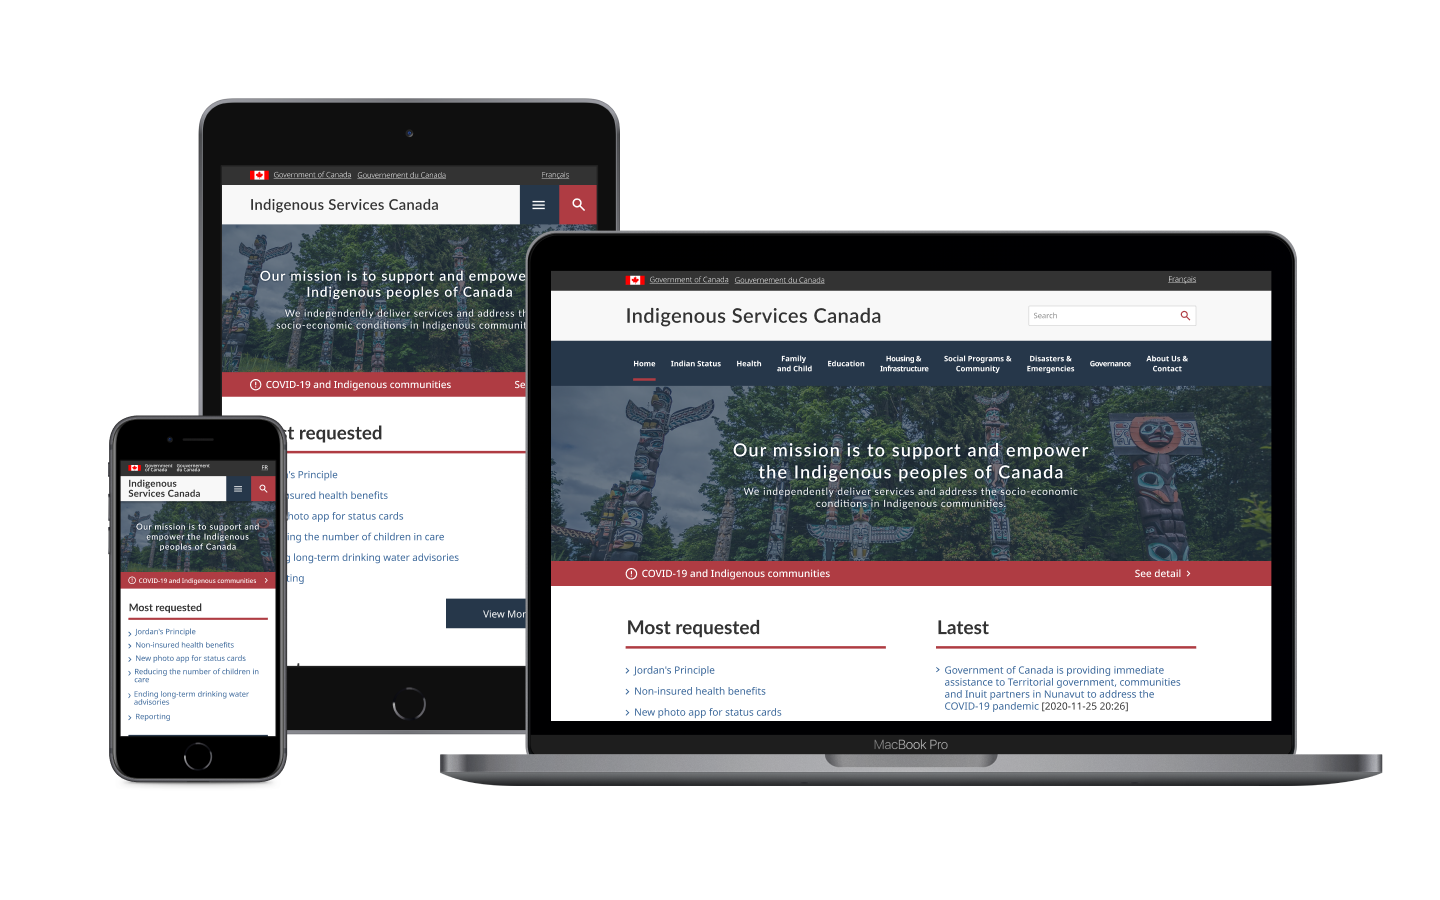 Government of Canada Gouvernement du Canada Français
Indigenous Services Canada
Our mission is to support and empowe
Indigenous peoples of Canada
We independently deliver services and address th
socio-economic conditions in Indigenous communit
COVID-19 and Indigenous communities Se
st requested
's Principle
nsured health benefits
hoto app for status cards
ing the number of children in care
g long-term drinking water advisories
ting
View Mor
Government of Canada Gouvernement du Canada FR
Indigenous
Services Canada
Our mission is to support and
empower the Indigenous
peoples of Canada
COVID-19 and Indigenous communities
Most requested
Jordan's Principle
Non-insured health benefits
New photo app for status cards
Reducing the number of children in
care
Ending long-term drinking water
advisories
Reporting
Government of Canada Gouvernement du Canada Français
Indigenous Services Canada
Search
Home Indian Status Health Family and Child Education Housing & Infrastructure Social Programs & Community Disasters & Emergencies Governance About Us & Contact
Our mission is to support and empower
the Indigenous peoples of Canada
We independently deliver services and address the socio-economic
conditions in Indigenous communities.
COVID-19 and Indigenous communities See detail
Most requested
Jordan's Principle
Non-insured health benefits
New photo app for status cards
Latest
Government of Canada is providing immediate
assistance to Territorial government, communities
and Inuit partners in Nunavut to address the
COVID-19 pandemic [2020-11-25 20:26]
MacBook Pro